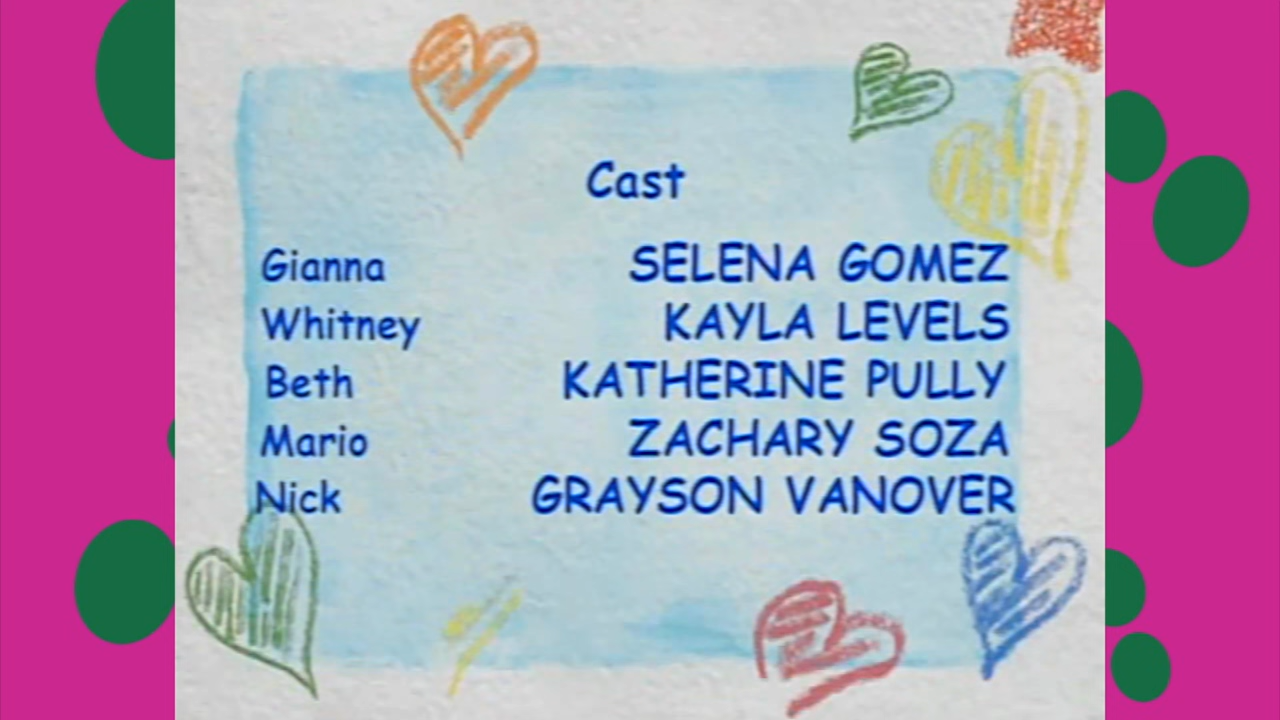 Cast
Gianna SELENA GOMEZ
Whitney KAYLA LEVELS
Beth KATHERINE PULLY
Mario ZACHARY SOZA
Nick GRAYSON VANOVER